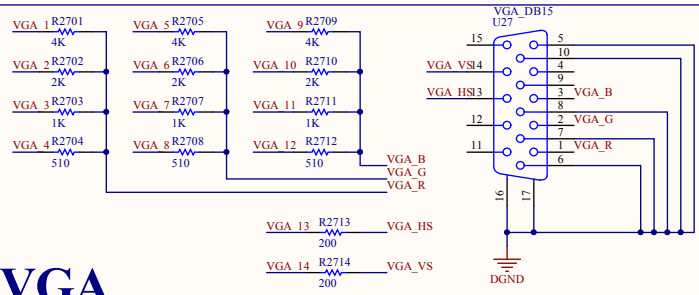 VGA_DB15
U27
VGA_1 R2701 4K
VGA_5 R2705 4K
VGA_9 R2709 4K
VGA_2 R2702 2K
VGA_6 R2706 2K
VGA_10 R2710 2K
VGA_3 R2703 1K
VGA_7 R2707 1K
VGA_11 R2711 1K
VGA_4 R2704 510
VGA_8 R2708 510
VGA_12 R2712 510
VGA_B
VGA_G
VGA_R
VGA_13 R2713 200 VGA_HS
VGA_14 R2714 200 VGA_VS
15
VGA_VS 14
VGA_HS 13
12
11
5
10
4
9
3 VGA_B
8
2 VGA_G
7
1 VGA_R
6
16
17
DGND
VGA